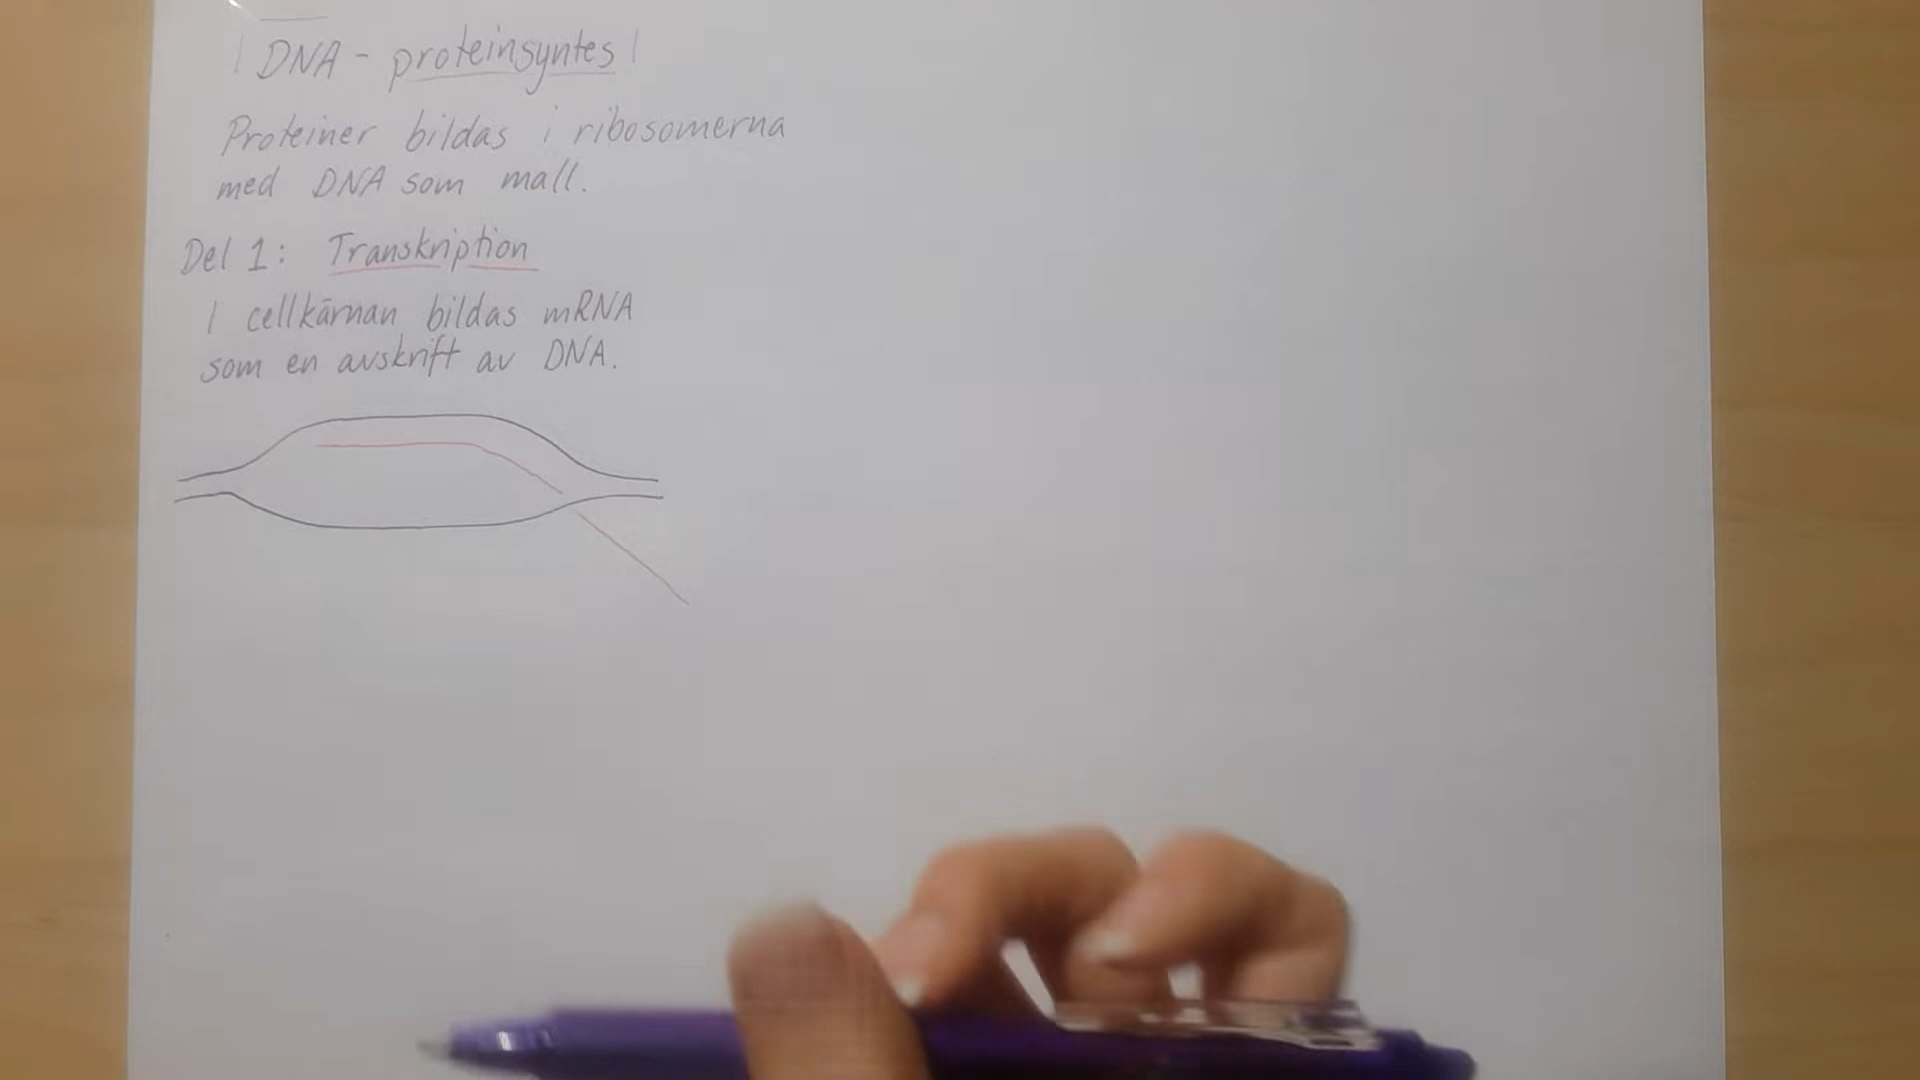 DNA - proteinsyntes
Proteiner bildas i ribosomerna
med DNA som mall.
Del 1: Transkription
I cellkärnan bildas mRNA
som en avskrift av DNA.